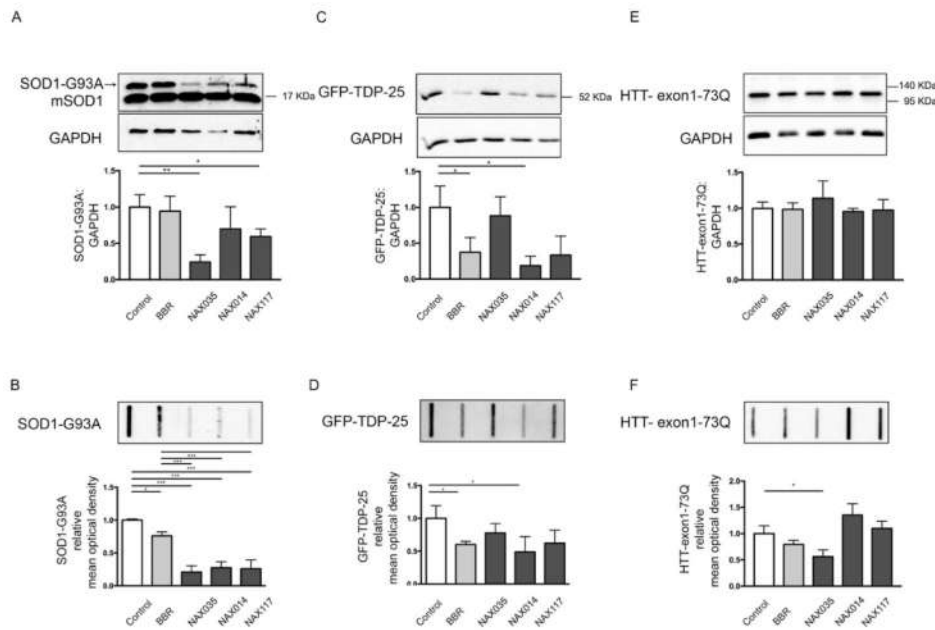 A
SOD1-G93A→
mSOD1
17 KDa
GAPDH
*
**
SOD1-G93A:
GAPDH
1.5
1.0
0.5
0.0
Control
BBR
NAX035
NAX014
NAX117
C
GFP-TDP-25
52 KDa
GAPDH
*
*
GFP-TDP-25:
GAPDH
1.5
1.0
0.5
0.0
Control
BBR
NAX035
NAX014
NAX117
E
HTT- exon1-73Q
140 KDa
95 KDa
GAPDH
HTT-exon1-73Q:
GAPDH
1.5
1.0
0.5
0.0
Control
BBR
NAX035
NAX014
NAX117
B
SOD1-G93A
***
***
***
***
***
***
*
SOD1-G93A
relative
mean optical density
1.5
1.0
0.5
0.0
Control
BBR
NAX035
NAX014
NAX117
D
GFP-TDP-25
*
*
GFP-TDP-25
relative
mean optical density
1.5
1.0
0.5
0.0
Control
BBR
NAX035
NAX014
NAX117
F
HTT- exon1-73Q
*
HTT-exon1-73Q
relative
mean optical density
2.0
1.5
1.0
0.5
0.0
Control
BBR
NAX035
NAX014
NAX117